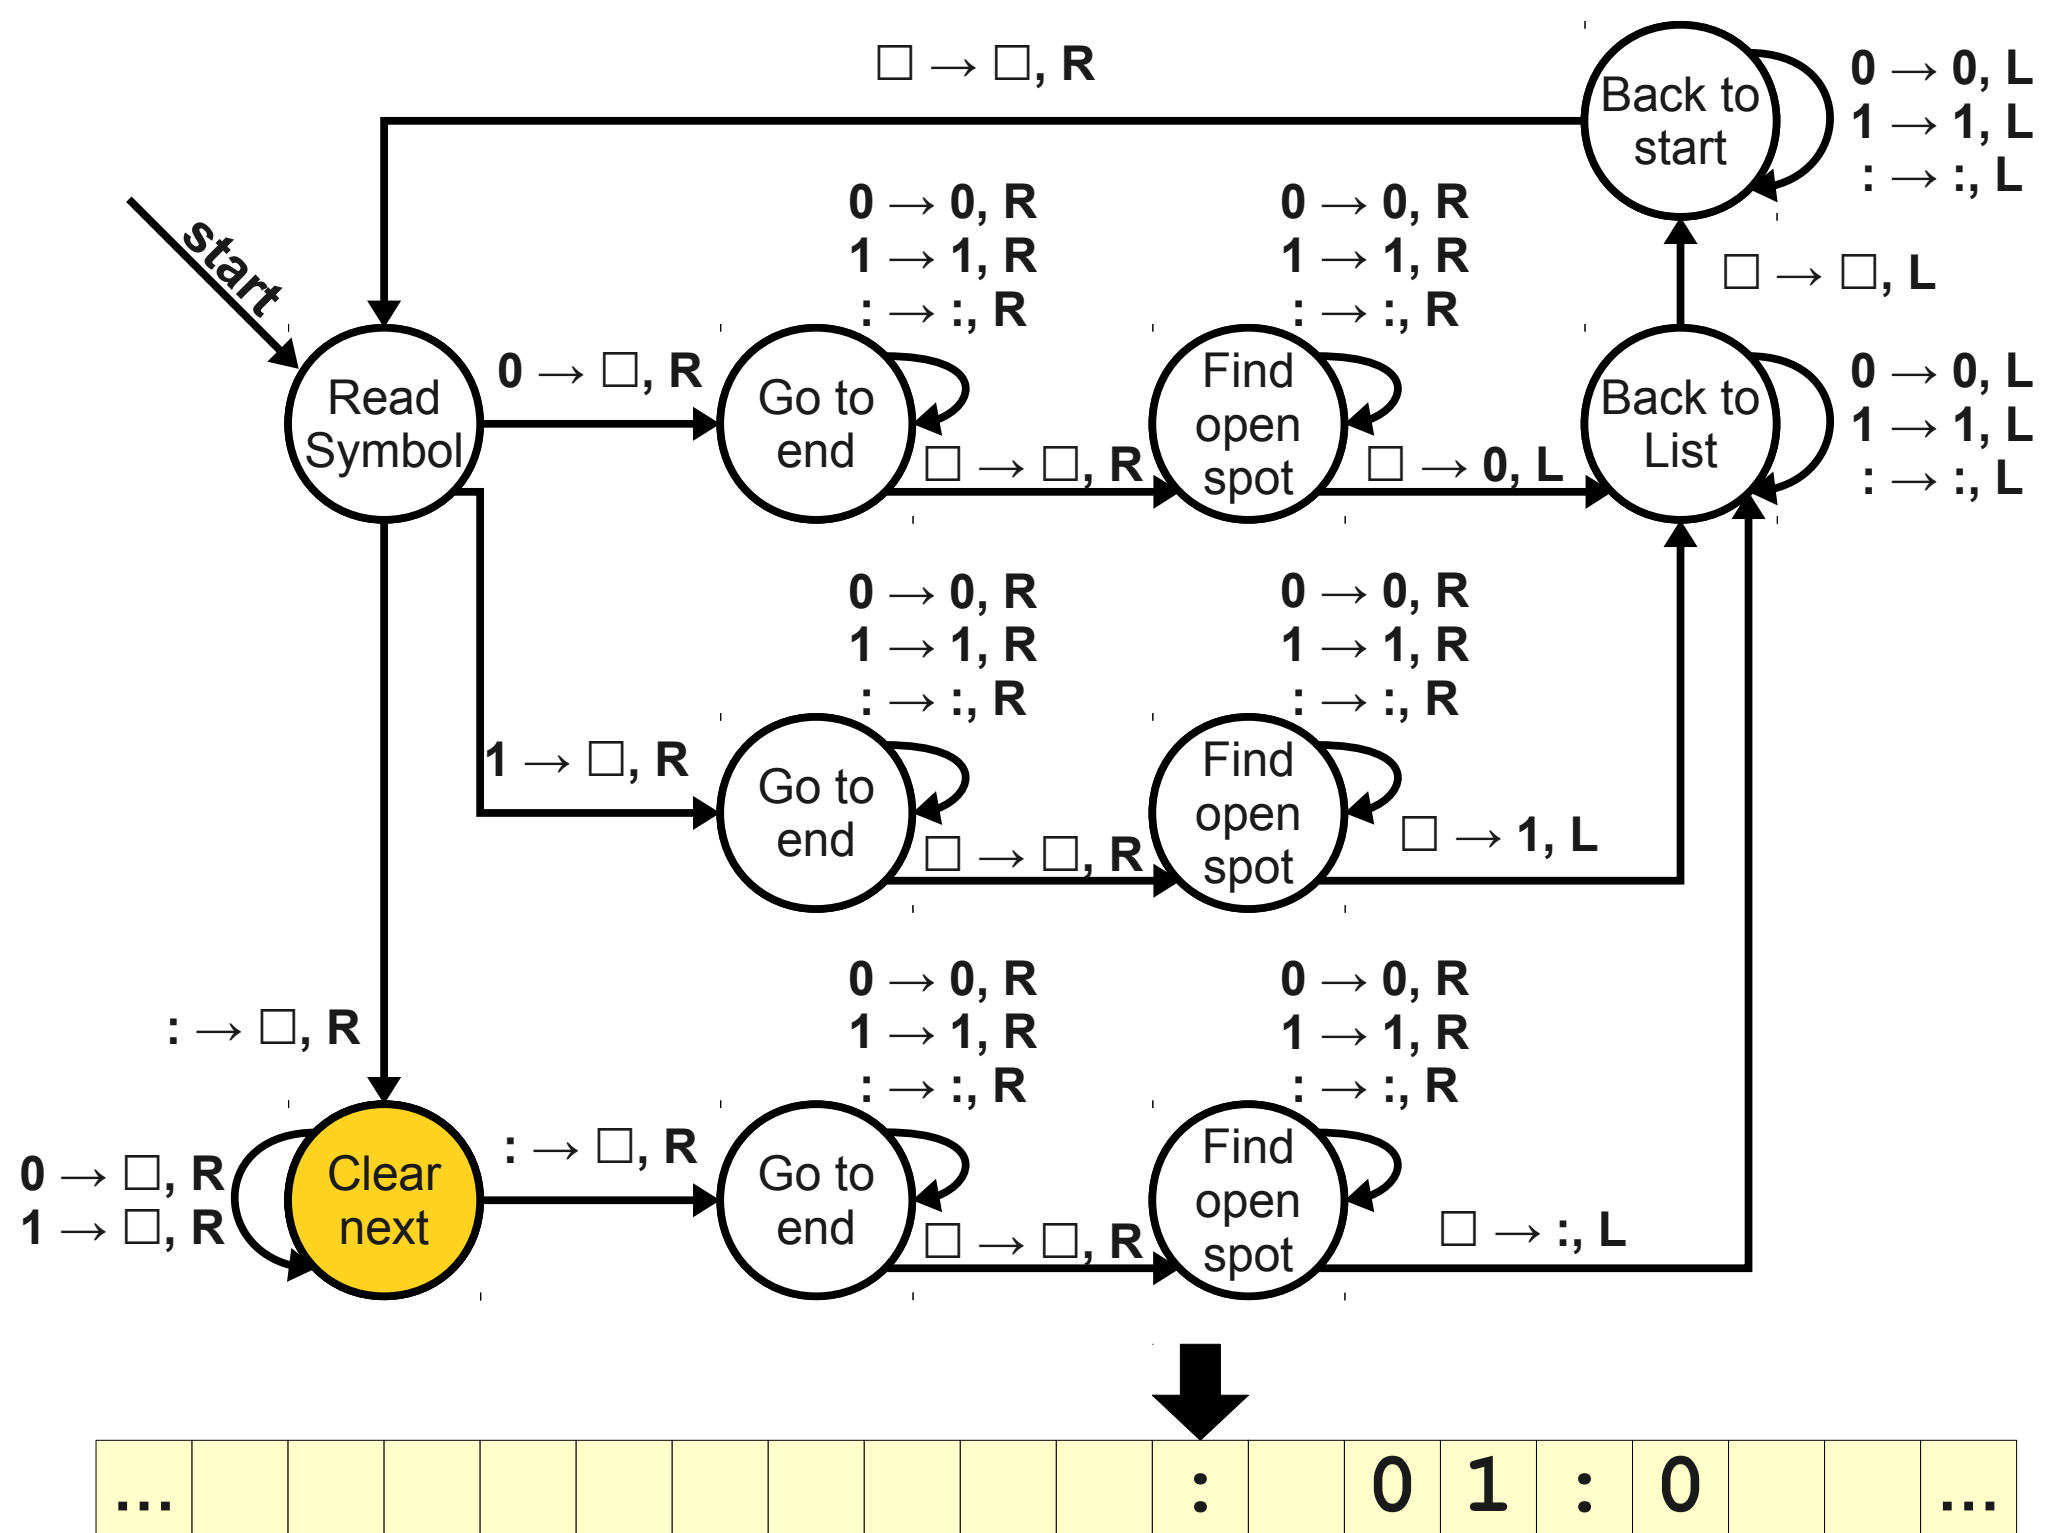 □ → □, R
Back to
start
0 → 0, L
1 → 1, L
: → :, L
start
0 → 0, R
1 → 1, R
: → :, R
0 → 0, R
1 → 1, R
: → :, R
□ → □, L
Read
Symbol
0 → □, R
Go to
end
□ → □, R
Find
open
spot
□ → 0, L
Back to
List
0 → 0, L
1 → 1, L
: → :, L
0 → 0, R
1 → 1, R
: → :, R
0 → 0, R
1 → 1, R
: → :, R
1 → □, R
Go to
end
□ → □, R
Find
open
spot
□ → 1, L
0 → 0, R
1 → 1, R
: → :, R
0 → 0, R
1 → 1, R
: → :, R
: → □, R
0 → □, R
1 → □, R
Clear
next
: → □, R
Go to
end
□ → □, R
Find
open
spot
□ → :, L
... : 0 1 : 0 ...